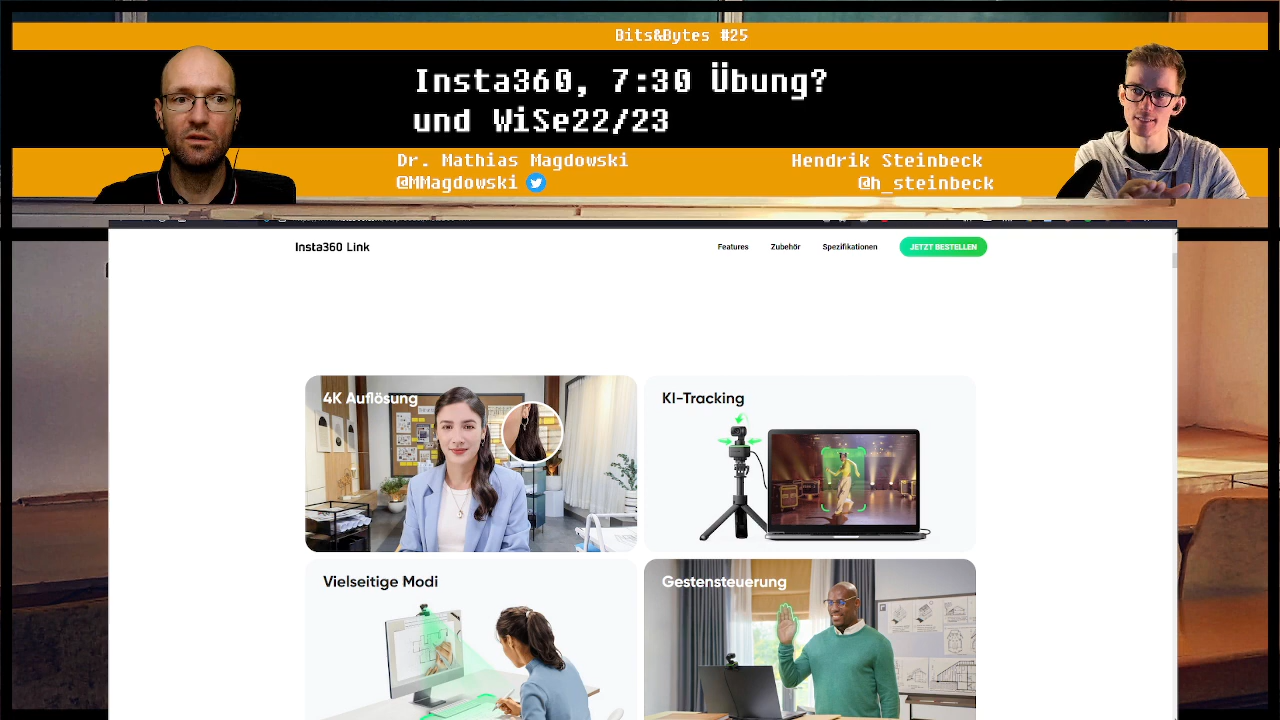 Bits&Bytes #25
Insta360, 7:30 Übung?
und WiSe22/23
Dr. Mathias Magdowski
@MMagdowski
Hendrik Steinbeck
@h_steinbeck
Insta360 Link
Features
Zubehör
Spezifikationen
JETZT BESTELLEN
4K Auflösung
KI-Tracking
Vielseitige Modi
Gestensteuerung